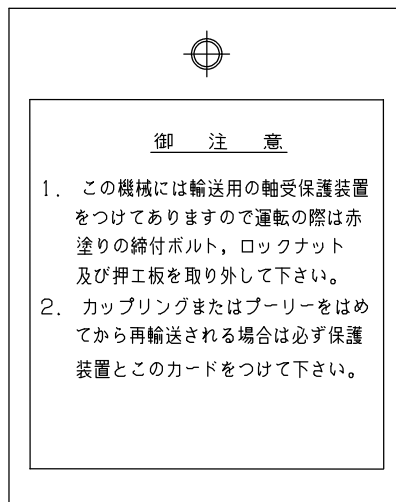 御 注 意
1. この機械には輸送用の軸受保護装置
をつけてありますので運転の際は赤
塗りの締付ボルト, ロックナット
及び押工板を取り外して下さい。
2. カップリングまたはプーリーをはめ
てから再輸送される場合は必ず保護
装置とこのカードをつけて下さい。